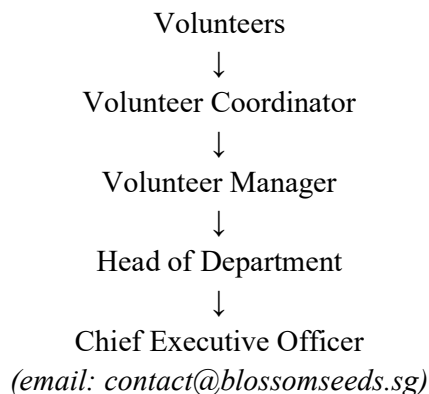 Volunteers
↓
Volunteer Coordinator
↓
Volunteer Manager
↓
Head of Department
↓
Chief Executive Officer
(email: contact@blossomseeds.sg)